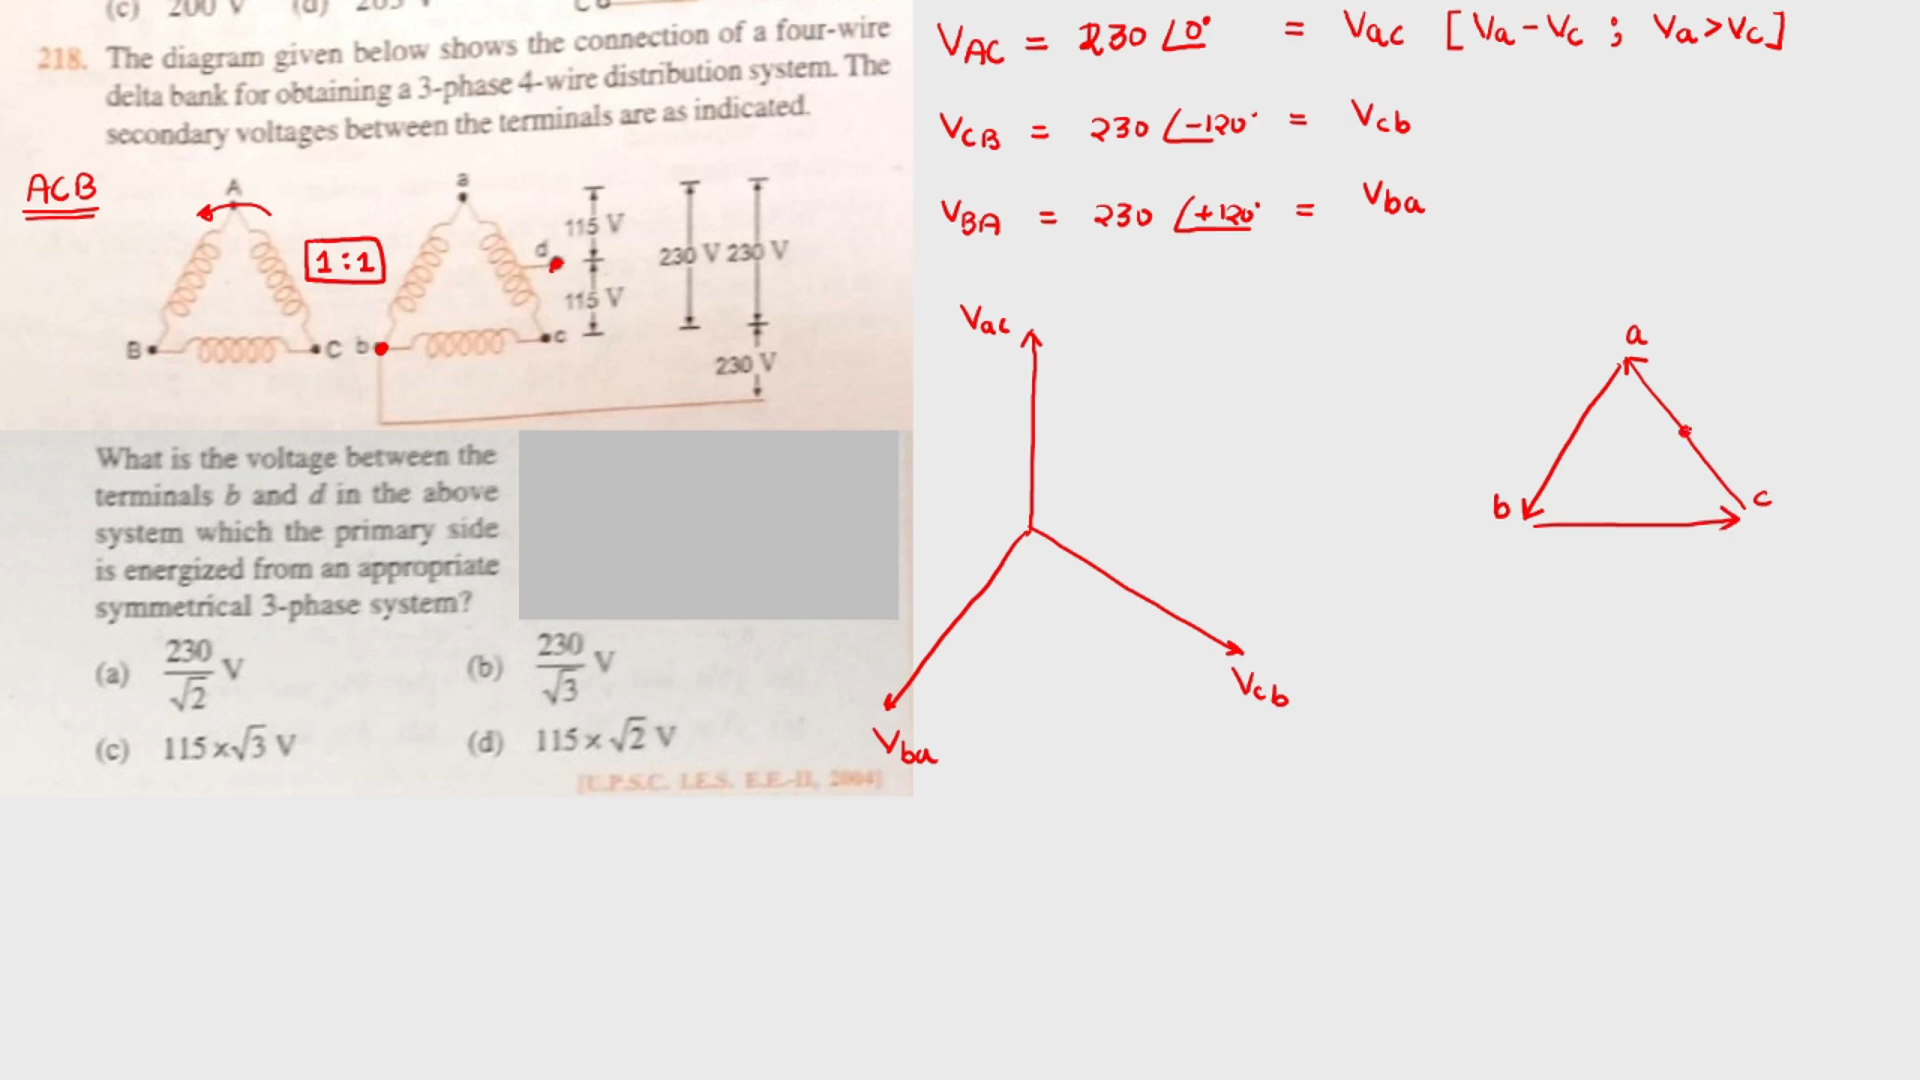 (c) 200 V (d) 265 V
218. The diagram given below shows the connection of a four-wire
delta bank for obtaining a 3-phase 4-wire distribution system. The
secondary voltages between the terminals are as indicated.
ACB
A
B
C
1:1
a
b
c
d
115 V
115 V
230 V 230 V
230 V
What is the voltage between the
terminals b and d in the above
system which the primary side
is energized from an appropriate
symmetrical 3-phase system?
(a) 230/√2 V (b) 230/√3 V
(c) 115×√3 V (d) 115×√2 V
[U.P.S.C. I.E.S. E.E.-II, 2004]
VAC = 230 ∠0° = Vac [Va-Vc ; Va>Vc]
VCB = 230 ∠-120° = Vcb
VBA = 230 ∠+120° = Vba
Vac
Vba
Vcb
a
b
c